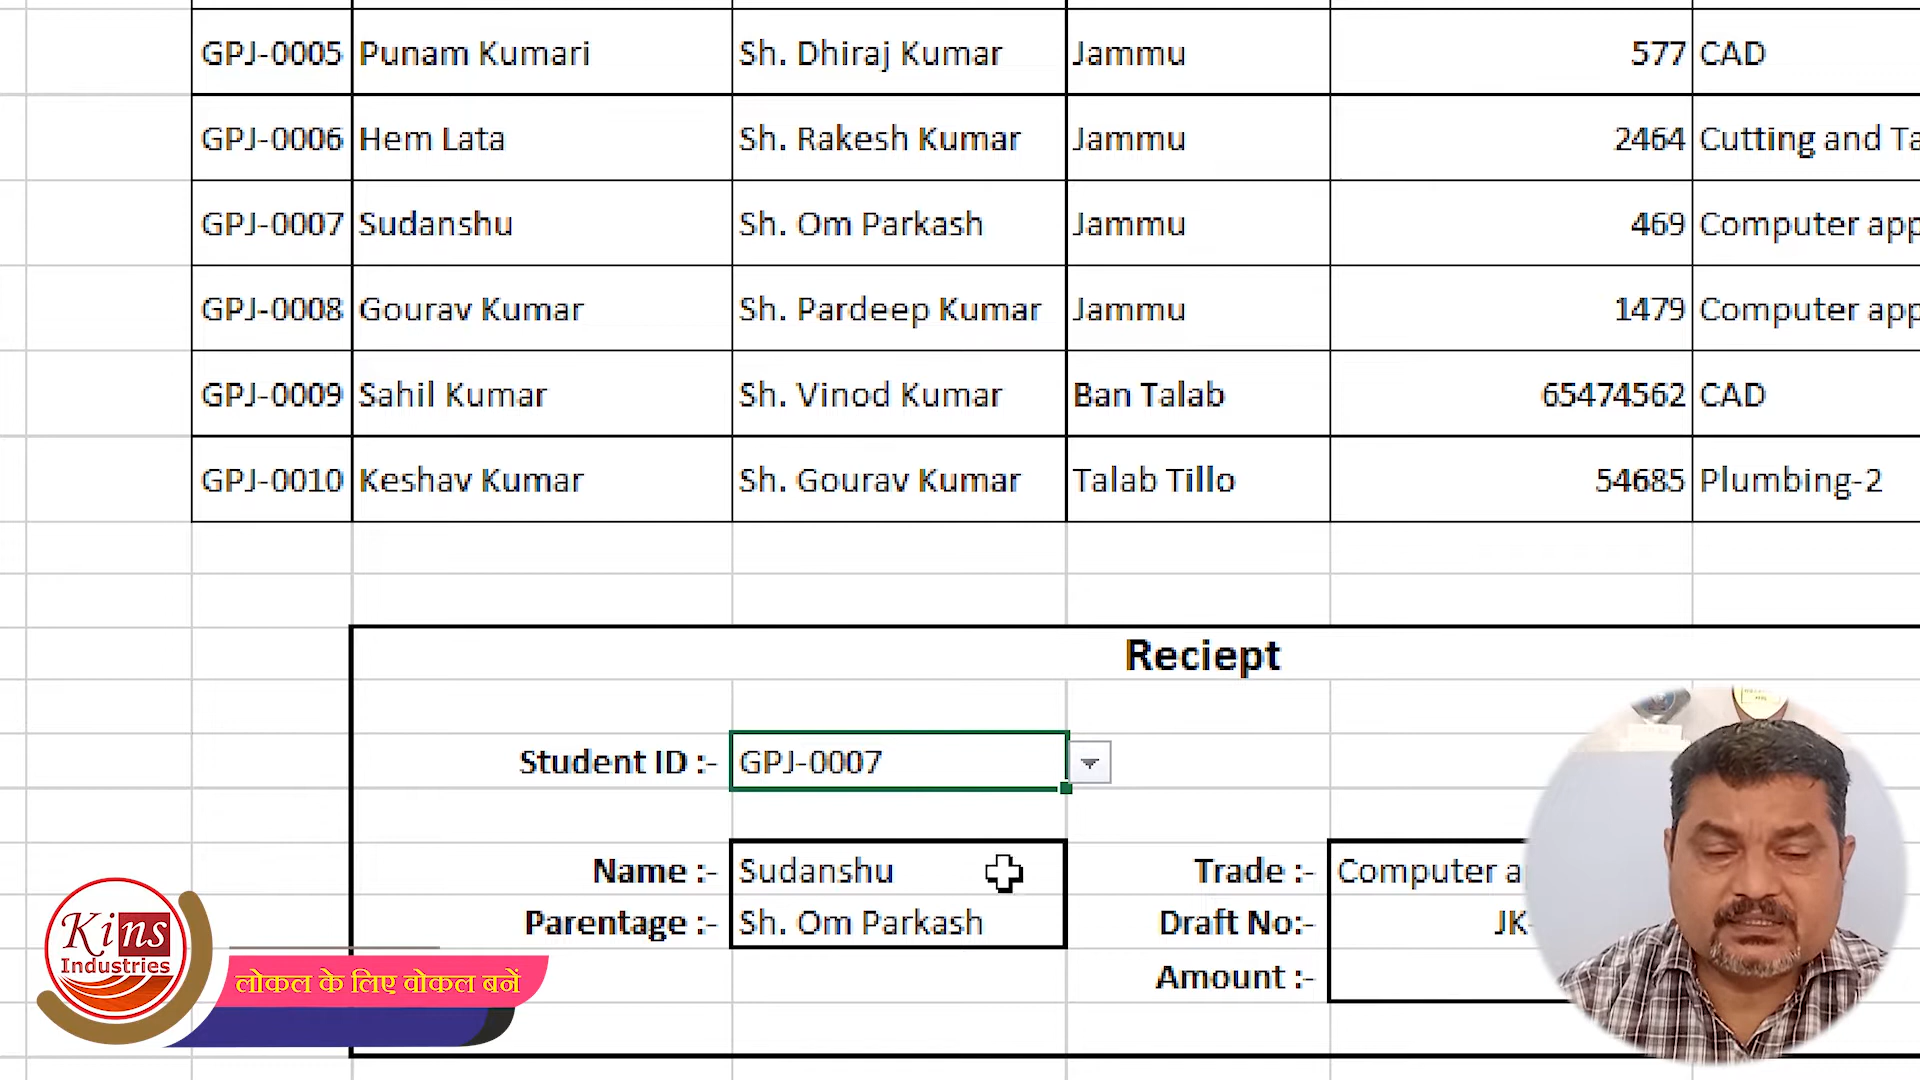 GPJ-0005 Punam Kumari Sh. Dhiraj Kumar Jammu 577 CAD
GPJ-0006 Hem Lata Sh. Rakesh Kumar Jammu 2464 Cutting and Ta
GPJ-0007 Sudanshu Sh. Om Parkash Jammu 469 Computer app
GPJ-0008 Gourav Kumar Sh. Pardeep Kumar Jammu 1479 Computer app
GPJ-0009 Sahil Kumar Sh. Vinod Kumar Ban Talab 65474562 CAD
GPJ-0010 Keshav Kumar Sh. Gourav Kumar Talab Tillo 54685 Plumbing-2
Reciept
Student ID :- GPJ-0007
Name :- Sudanshu Trade :- Computer a
Parentage :- Sh. Om Parkash Draft No:- JK-
Amount :-
Kins
Industries
लोकल के लिए वोकल बनें